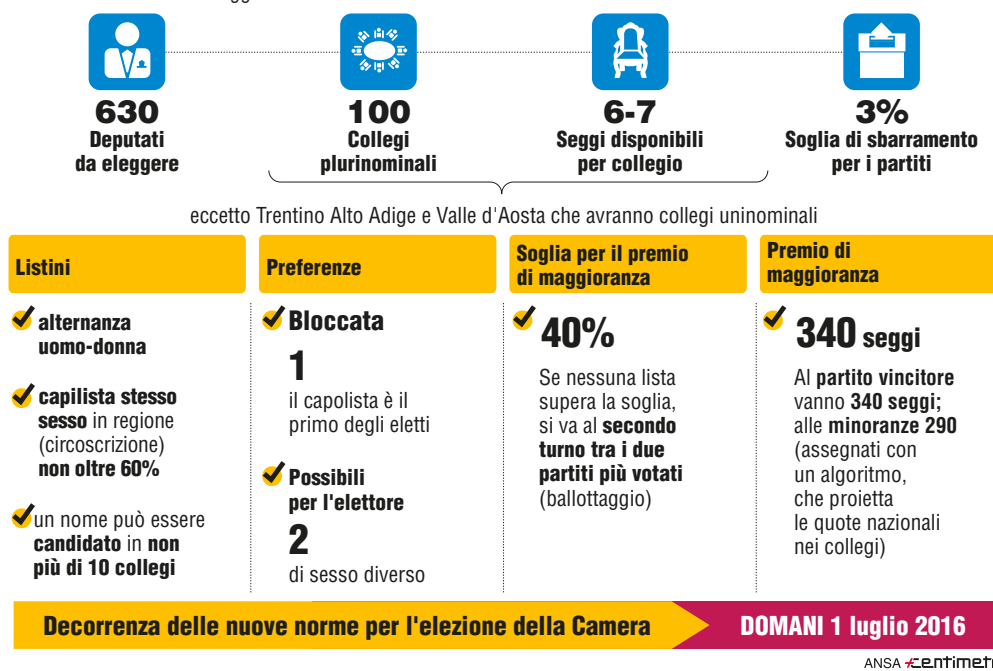 630
Deputati
da eleggere
100
Collegi
plurinominali
6-7
Seggi disponibili
per collegio
3%
Soglia di sbarramento
per i partiti
eccetto Trentino Alto Adige e Valle d'Aosta che avranno collegi uninominali
Listini
alternanza
uomo-donna
capilista stesso
sesso in regione
(circoscrizione)
non oltre 60%
un nome può essere
candidato in non
più di 10 collegi
Preferenze
Bloccata
1
il capolista è il
primo degli eletti
Possibili
per l'elettore
2
di sesso diverso
Soglia per il premio
di maggioranza
40%
Se nessuna lista
supera la soglia,
si va al secondo
turno tra i due
partiti più votati
(ballottaggio)
Premio di
maggioranza
340 seggi
Al partito vincitore
vanno 340 seggi;
alle minoranze 290
(assegnati con
un algoritmo,
che proietta
le quote nazionali
nei collegi)
Decorrenza delle nuove norme per l'elezione della Camera
DOMANI 1 luglio 2016
ANSA centimet